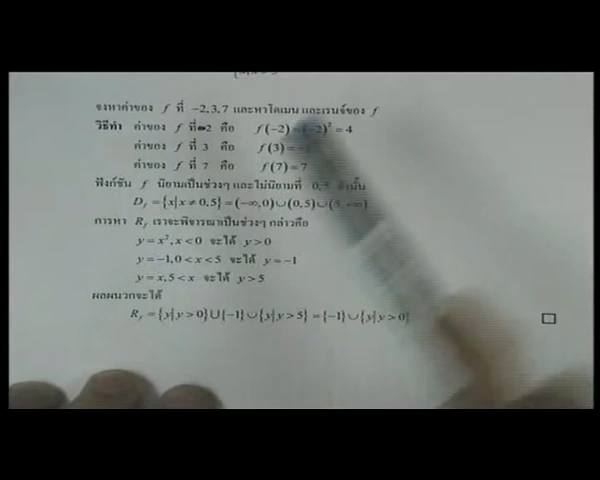 จงหาค่าของ f ที่ −2,3,7 และหาโดเมน และเรนจ์ของ f
วิธีทำ ค่าของ f ที่ −2 คือ f(−2) = (−2)² = 4
ค่าของ f ที่ 3 คือ f(3) =
ค่าของ f ที่ 7 คือ f(7) = 7
ฟังก์ชัน f นิยามเป็นช่วงๆ และไม่นิยามที่ 0,5
D_f = {x|x ≠ 0,5} = (−∞,0)∪(0,5)∪(5,+∞)
การหา R_f เราจะพิจารณาเป็นช่วงๆ กล่าวคือ
y = x², x < 0 จะได้ y > 0
y = −1, 0 < x < 5 จะได้ y = −1
y = x, 5 < x จะได้ y > 5
ผลผนวกจะได้
R_f = {y|y > 0} ∪ {−1} ∪ {y|y > 5} = {−1} ∪ {y|y > 0}